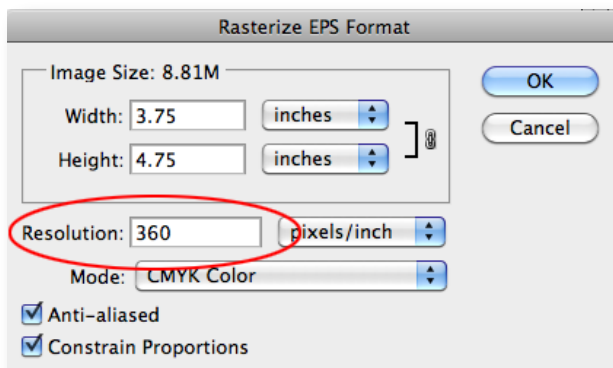 Rasterize EPS Format
Image Size: 8.81M
OK
Width: 3.75 inches
Cancel
Height: 4.75 inches
Resolution: 360 pixels/inch
Mode: CMYK Color
Anti-aliased
Constrain Proportions